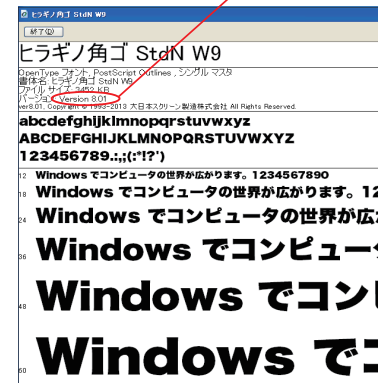 ヒラギノ角ゴ StdN W9
終了(D)
ヒラギノ角ゴ StdN W9
OpenType フォント, PostScript Outlines , シングル マスタ
書体名: ヒラギノ角ゴ StdN W9
ファイル サイズ: 3452 KB
バージョン: Version 8.01
ver8.01, Copyright © 1993-2013 大日本スクリーン製造株式会社 All Rights Reserved.
abcdefghijklmnopqrstuvwxyz
ABCDEFGHIJKLMNOPQRSTUVWXYZ
123456789.:,;(:*!?')
12 Windows でコンピュータの世界が広がります。1234567890
18 Windows でコンピュータの世界が広がります。12
24 Windows でコンピュータの世界が広
36 Windows でコンピュー
48 Windows でコン
60 Windows で